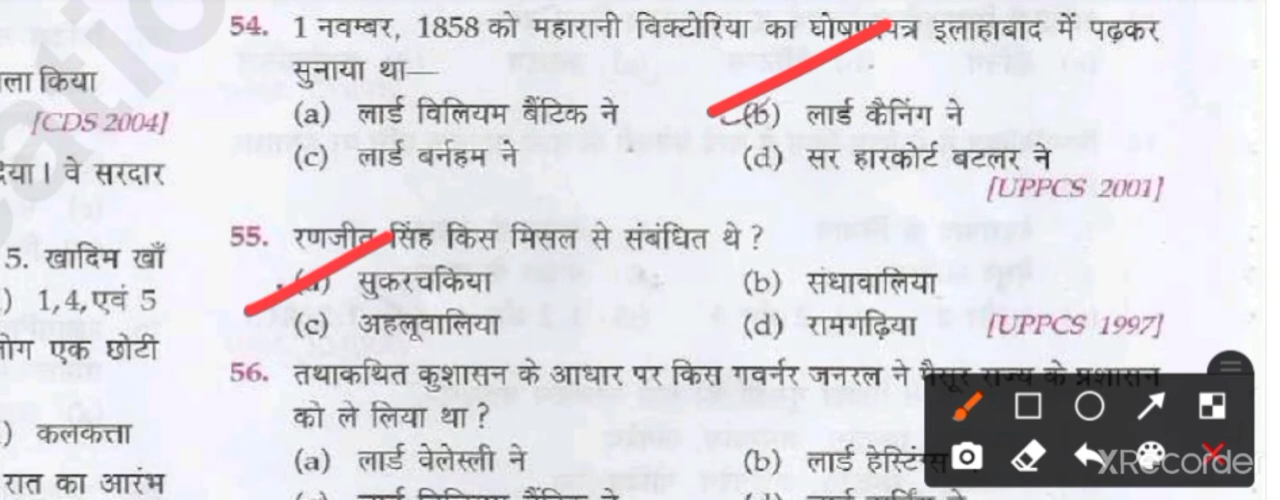 ला किया
[CDS 2004]
दिया। वे सरदार
5. खादिम खाँ
) 1,4, एवं 5
लोग एक छोटी
) कलकत्ता
रात का आरंभ
54. 1 नवम्बर, 1858 को महारानी विक्टोरिया का घोषणापत्र इलाहाबाद में पढ़कर
सुनाया था—
(a) लार्ड विलियम बैंटिक ने (b) लार्ड कैनिंग ने
(c) लार्ड बर्नहम ने (d) सर हारकोर्ट बटलर ने
[UPPCS 2001]
55. रणजीत सिंह किस मिसल से संबंधित थे ?
(a) सुकरचकिया (b) संधावालिया
(c) अहलूवालिया (d) रामगढ़िया [UPPCS 1997]
56. तथाकथित कुशासन के आधार पर किस गवर्नर जनरल ने मैसूर राज्य के प्रशासन
को ले लिया था ?
(a) लार्ड वेलेस्ली ने (b) लार्ड हेस्टिंग्स
XRecorder